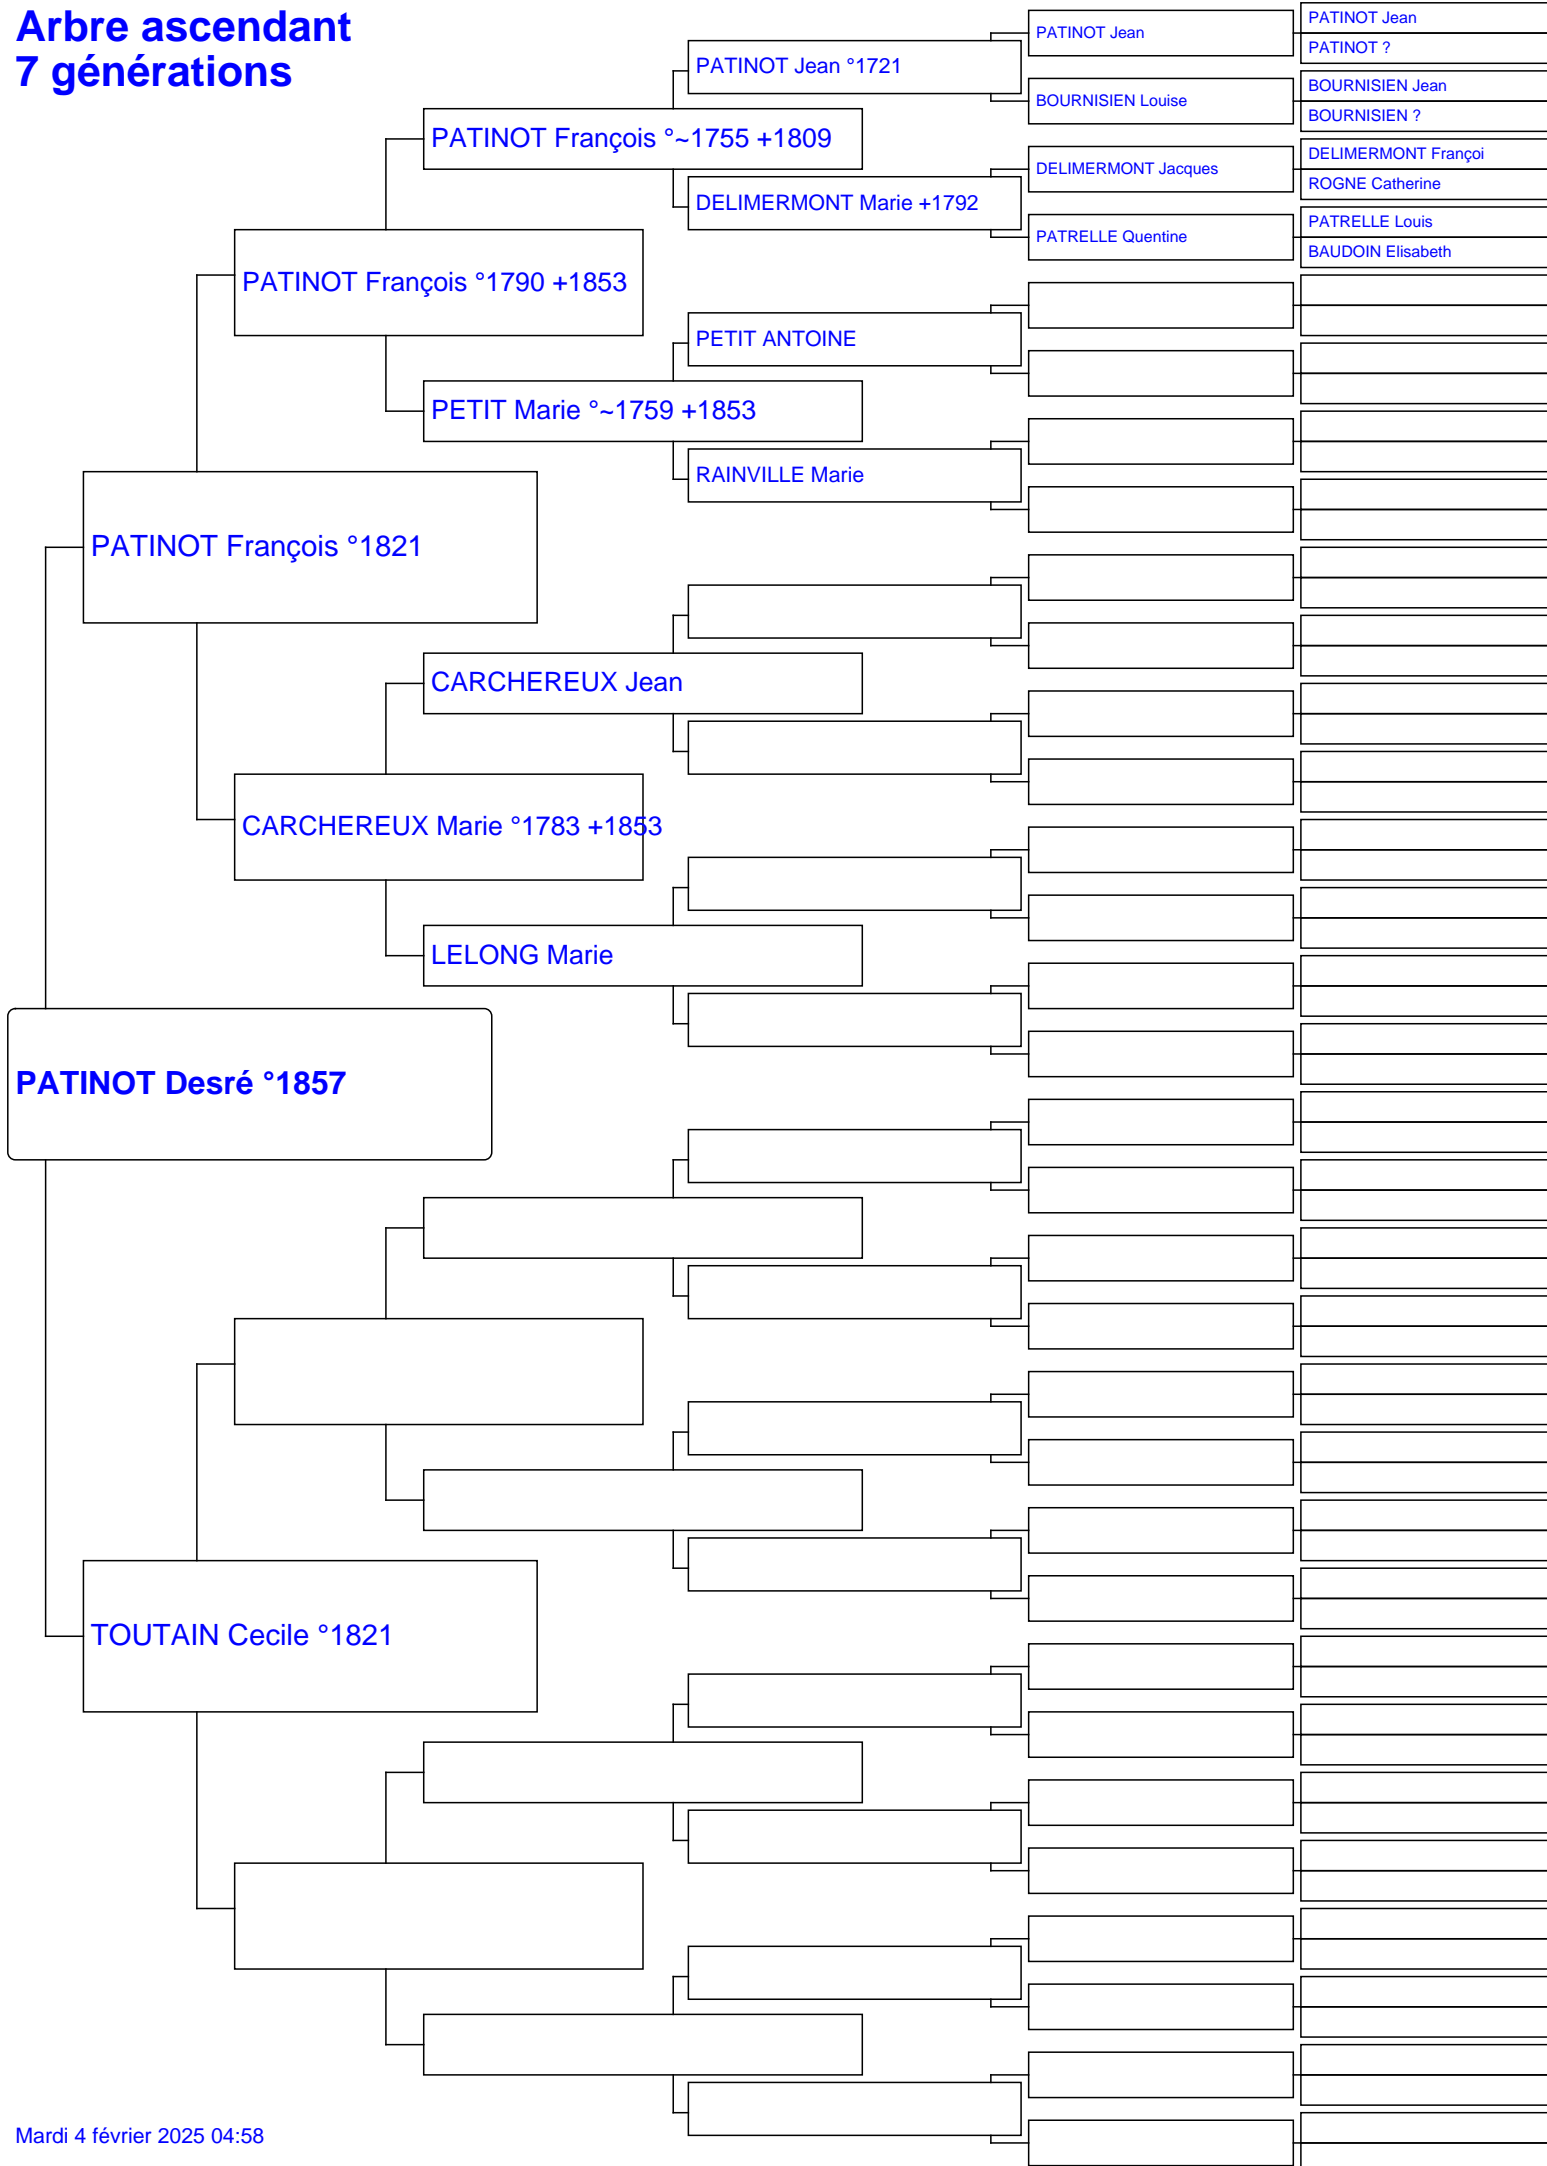 Arbre ascendant
7 générations
PATINOT Jean
PATINOT Jean
PATINOT ?
PATINOT Jean °1721
BOURNISIEN Louise
BOURNISIEN Jean
BOURNISIEN ?
PATINOT François °~1755 +1809
DELIMERMONT Jacques
DELIMERMONT Françoi
ROGNE Catherine
DELIMERMONT Marie +1792
PATRELLE Quentine
PATRELLE Louis
BAUDOIN Elisabeth
PATINOT François °1790 +1853
PETIT ANTOINE
PETIT Marie °~1759 +1853
RAINVILLE Marie
PATINOT François °1821
CARCHEREUX Jean
CARCHEREUX Marie °1783 +1853
LELONG Marie
PATINOT Desré °1857
TOUTAIN Cecile °1821
Mardi 4 février 2025 04:58